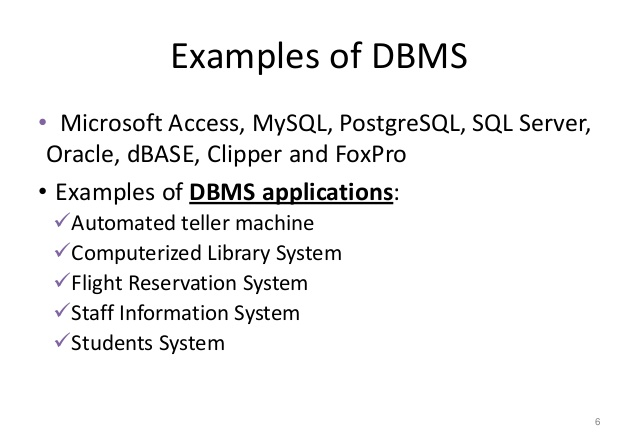 Examples of DBMS
• Microsoft Access, MySQL, PostgreSQL, SQL Server,
Oracle, dBASE, Clipper and FoxPro
• Examples of DBMS applications:
✓Automated teller machine
✓Computerized Library System
✓Flight Reservation System
✓Staff Information System
✓Students System
6